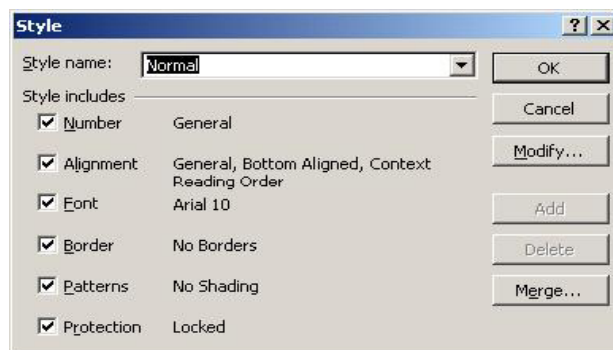 Style
Style name: Normal OK
Style includes Cancel
Number General
Modify...
Alignment General, Bottom Aligned, Context
Reading Order
Font Arial 10 Add
Border No Borders Delete
Patterns No Shading Merge...
Protection Locked